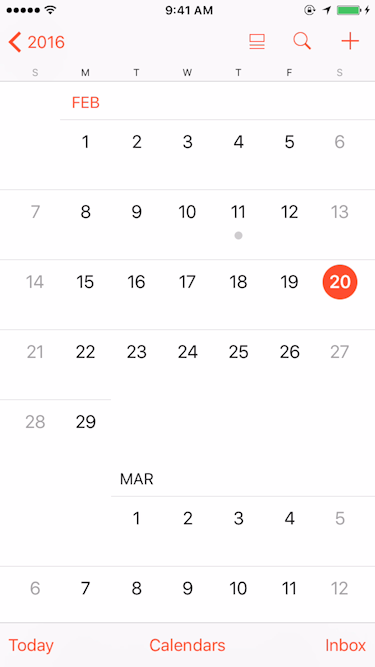 9:41 AM
2016
S M T W T F S
FEB
1 2 3 4 5 6
7 8 9 10 11 12 13
14 15 16 17 18 19 20
21 22 23 24 25 26 27
28 29
MAR
1 2 3 4 5
6 7 8 9 10 11 12
Today Calendars Inbox